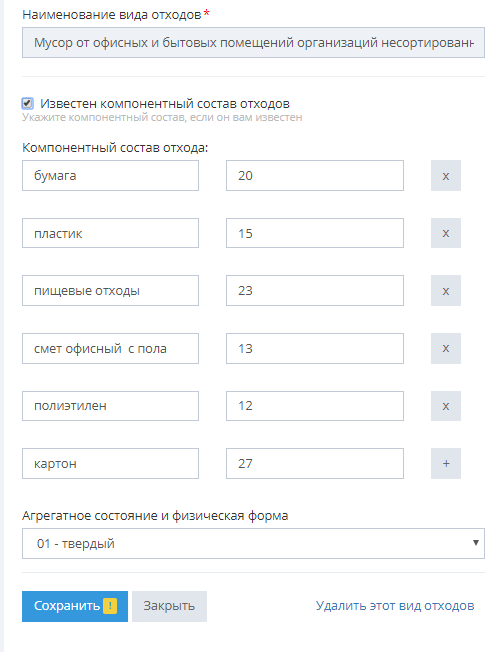 Наименование вида отходов *
Мусор от офисных и бытовых помещений организаций несортированн
Известен компонентный состав отходов
Укажите компонентный состав, если он вам известен
Компонентный состав отхода:
бумага 20 x
пластик 15 x
пищевые отходы 23 x
смет офисный с пола 13 x
полиэтилен 12 x
картон 27 +
Агрегатное состояние и физическая форма
01 - твердый
Сохранить ! Закрыть Удалить этот вид отходов